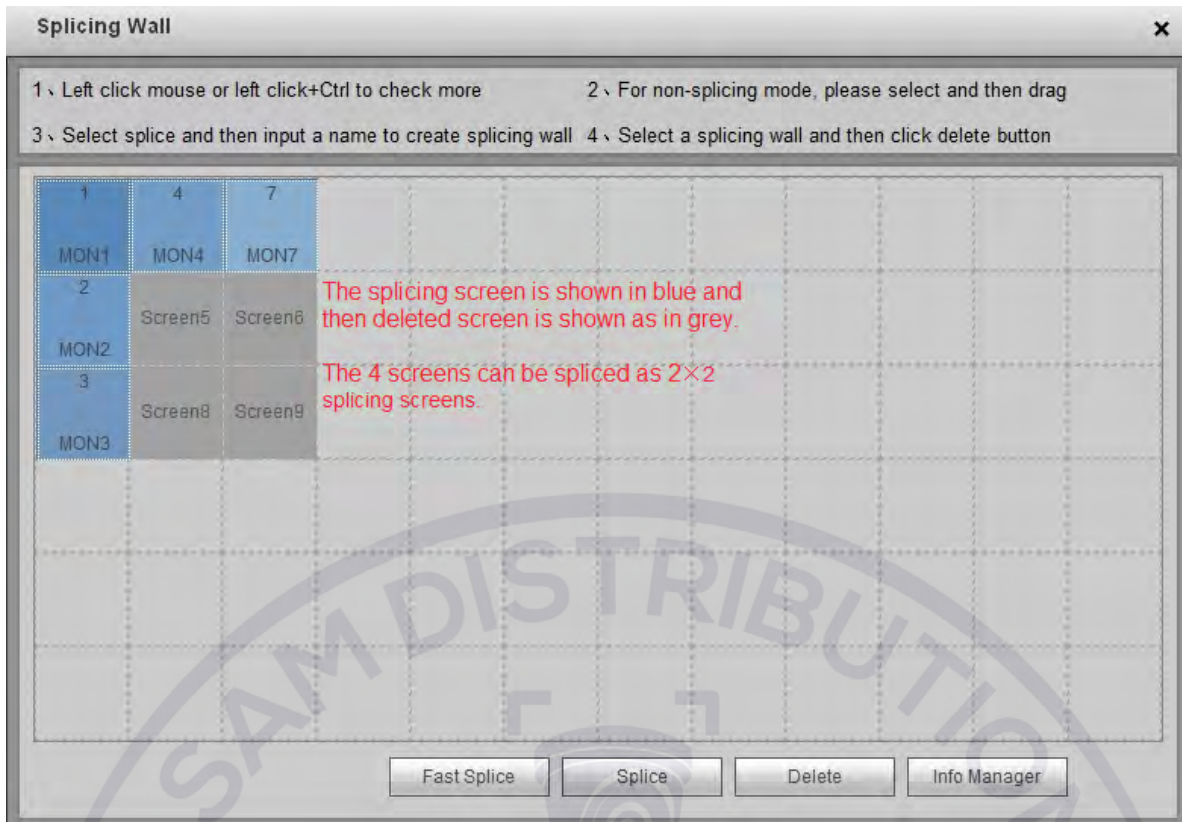 Splicing Wall
×
1、Left click mouse or left click+Ctrl to check more 2、For non-splicing mode, please select and then drag
3、Select splice and then input a name to create splicing wall 4、Select a splicing wall and then click delete button
1 4 7
MON1 MON4 MON7
2
Screen5 Screen6
MON2
The splicing screen is shown in blue and
then deleted screen is shown as in grey.
3
Screen8 Screen9
MON3
The 4 screens can be spliced as 2×2
splicing screens.
SAM DISTRIBUTION
Fast Splice Splice Delete Info Manager